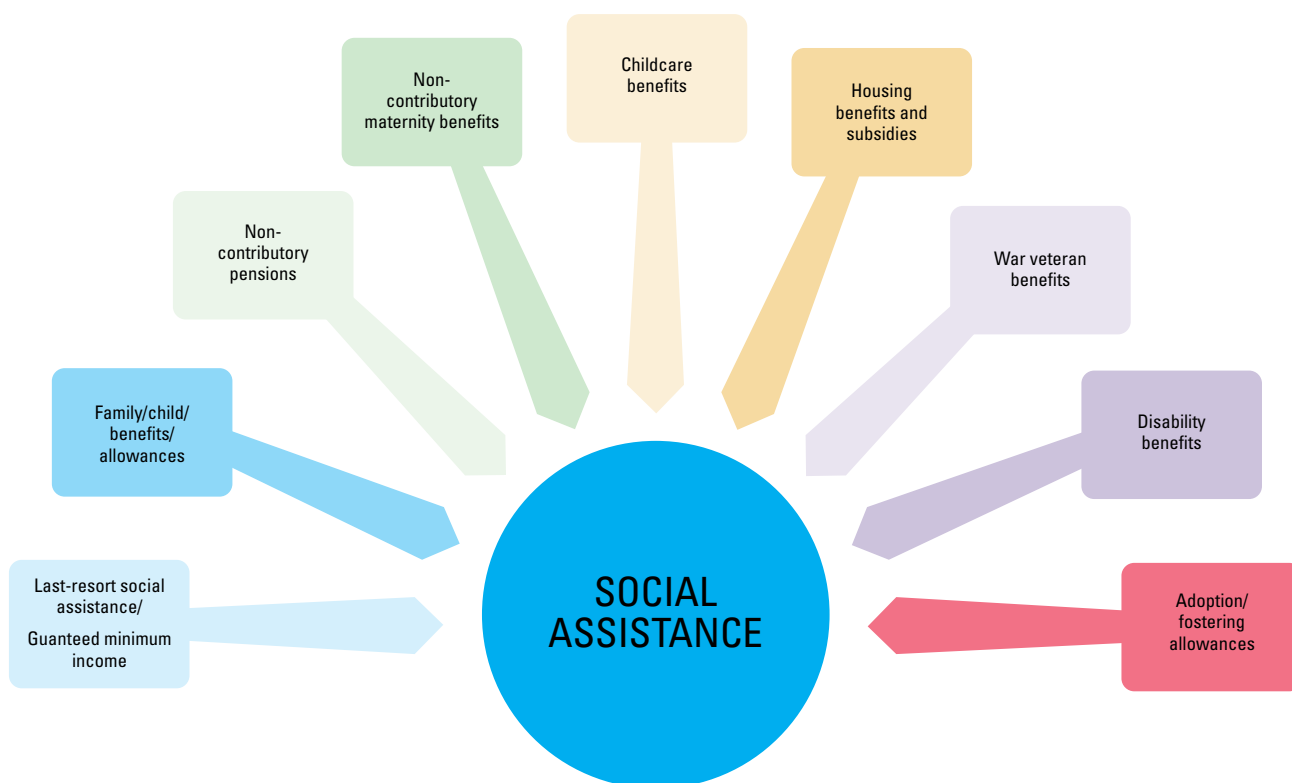 Childcare
benefits
Non-
contributory
maternity benefits
Housing
benefits and
subsidies
Non-
contributory
pensions
War veteran
benefits
Family/child/
benefits/
allowances
Disability
benefits
Last-resort social
assistance/
Guanteed minimum
income
SOCIAL
ASSISTANCE
Adoption/
fostering
allowances